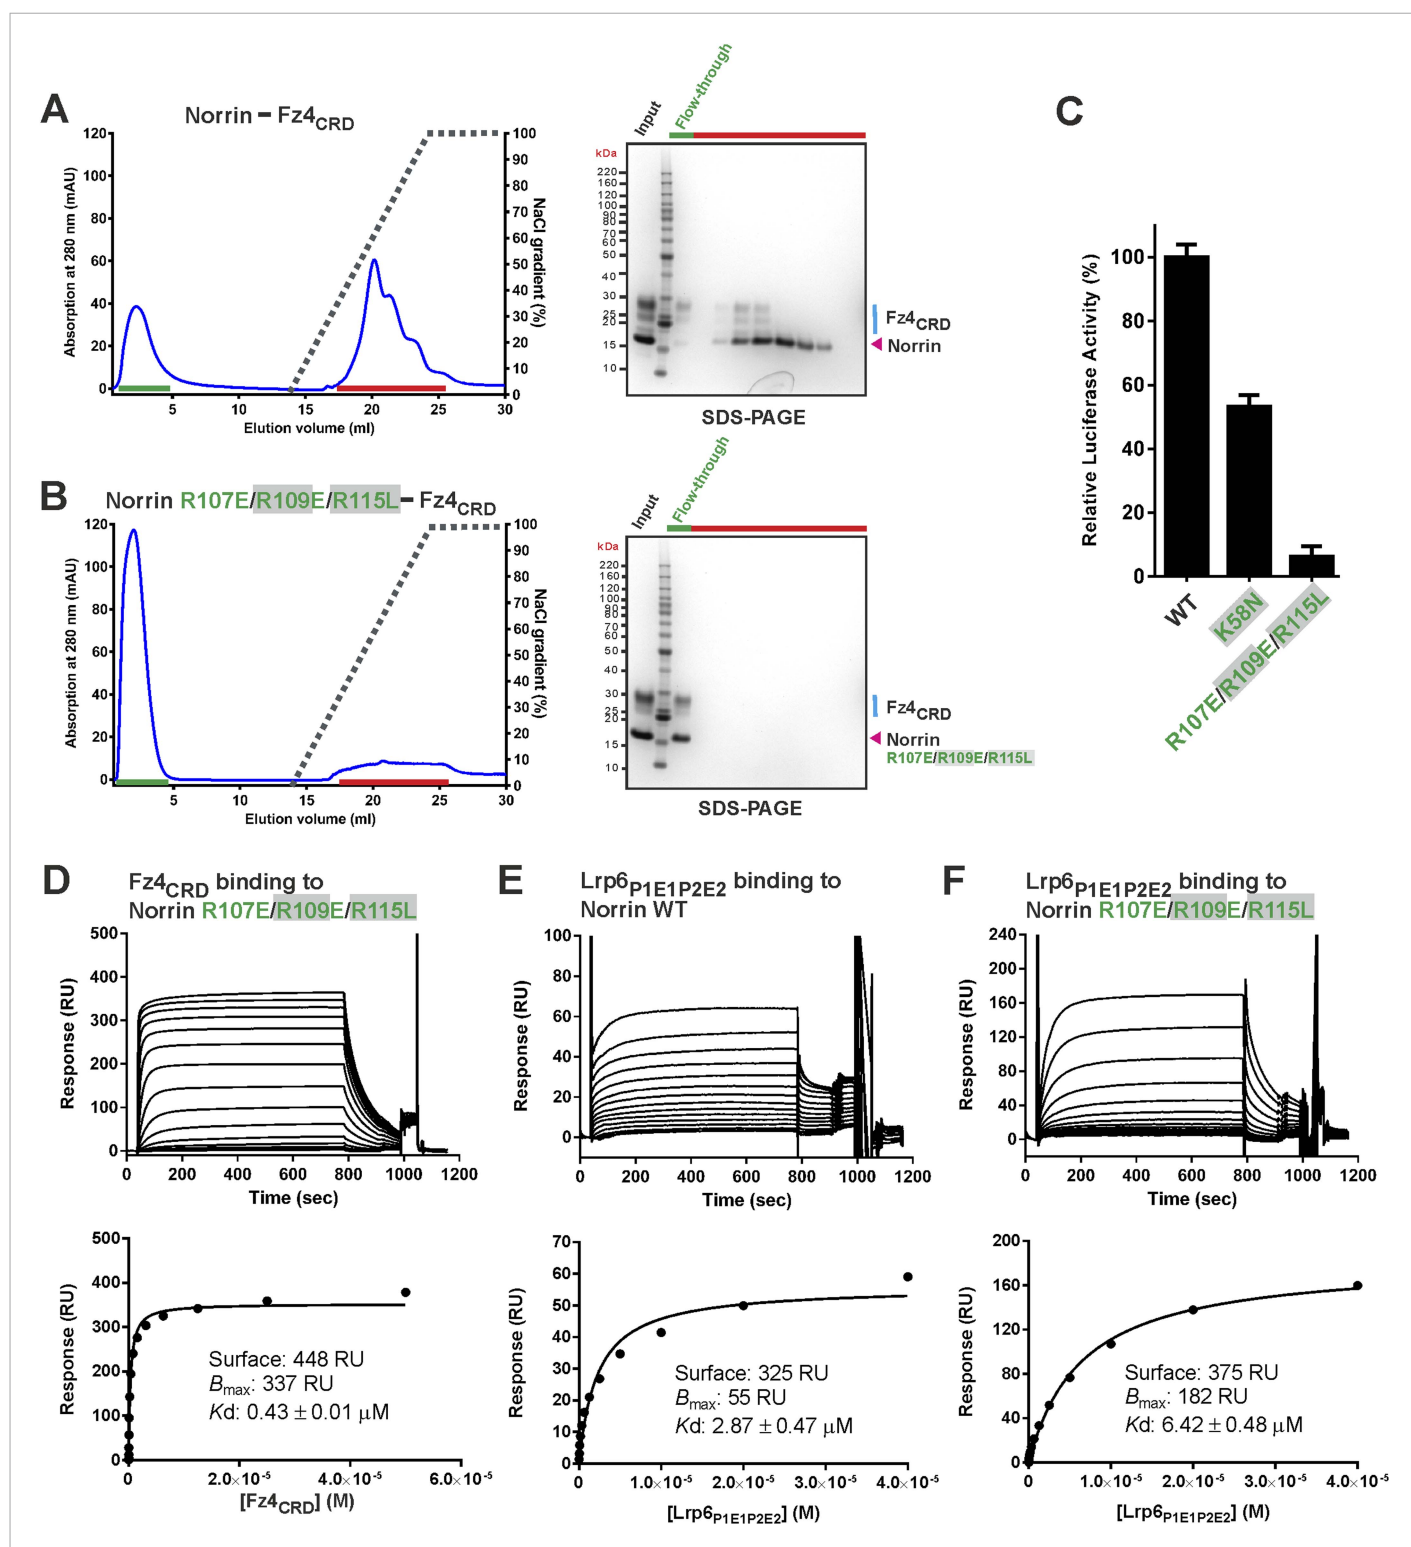 A
Norrin – Fz4CRD
120
100
80
60
40
20
0
Absorption at 280 nm (mAU)
100
90
80
70
60
50
40
30
20
10
0
NaCl gradient (%)
5 10 15 20 25 30
Elution volume (ml)
Input
Flow-through
kDa
220
160
120
100
90
80
70
60
50
40
30
25
20
15
10
Fz4CRD
Norrin
SDS-PAGE
B
Norrin R107E/R109E/R115L – Fz4CRD
120
100
80
60
40
20
0
Absorption at 280 nm (mAU)
100
90
80
70
60
50
40
30
20
10
0
NaCl gradient (%)
5 10 15 20 25 30
Elution volume (ml)
Input
Flow-through
kDa
220
160
120
100
90
80
70
60
50
40
30
25
20
15
10
Fz4CRD
Norrin
R107E/R109E/R115L
SDS-PAGE
C
Relative Luciferase Activity (%)
100
80
60
40
20
0
WT
K58N
R107E/R109E/R115L
D
Fz4CRD binding to
Norrin R107E/R109E/R115L
500
400
300
200
100
0
Response (RU)
0 200 400 600 800 1000 1200
Time (sec)
500
400
300
200
100
0
Response (RU)
Surface: 448 RU
Bmax: 337 RU
Kd: 0.43 ± 0.01 µM
0 2.0×10-5 4.0×10-5 6.0×10-5
[Fz4CRD] (M)
E
Lrp6P1E1P2E2 binding to
Norrin WT
100
80
60
40
20
0
Response (RU)
0 200 400 600 800 1000 1200
Time (sec)
70
60
50
40
30
20
10
0
Response (RU)
Surface: 325 RU
Bmax: 55 RU
Kd: 2.87 ± 0.47 µM
0 1.0×10-5 2.0×10-5 3.0×10-5 4.0×10-5
[Lrp6P1E1P2E2] (M)
F
Lrp6P1E1P2E2 binding to
Norrin R107E/R109E/R115L
240
200
160
120
80
40
0
Response (RU)
0 200 400 600 800 1000 1200
Time (sec)
200
160
120
80
40
0
Response (RU)
Surface: 375 RU
Bmax: 182 RU
Kd: 6.42 ± 0.48 µM
0 1.0×10-5 2.0×10-5 3.0×10-5 4.0×10-5
[Lrp6P1E1P2E2] (M)